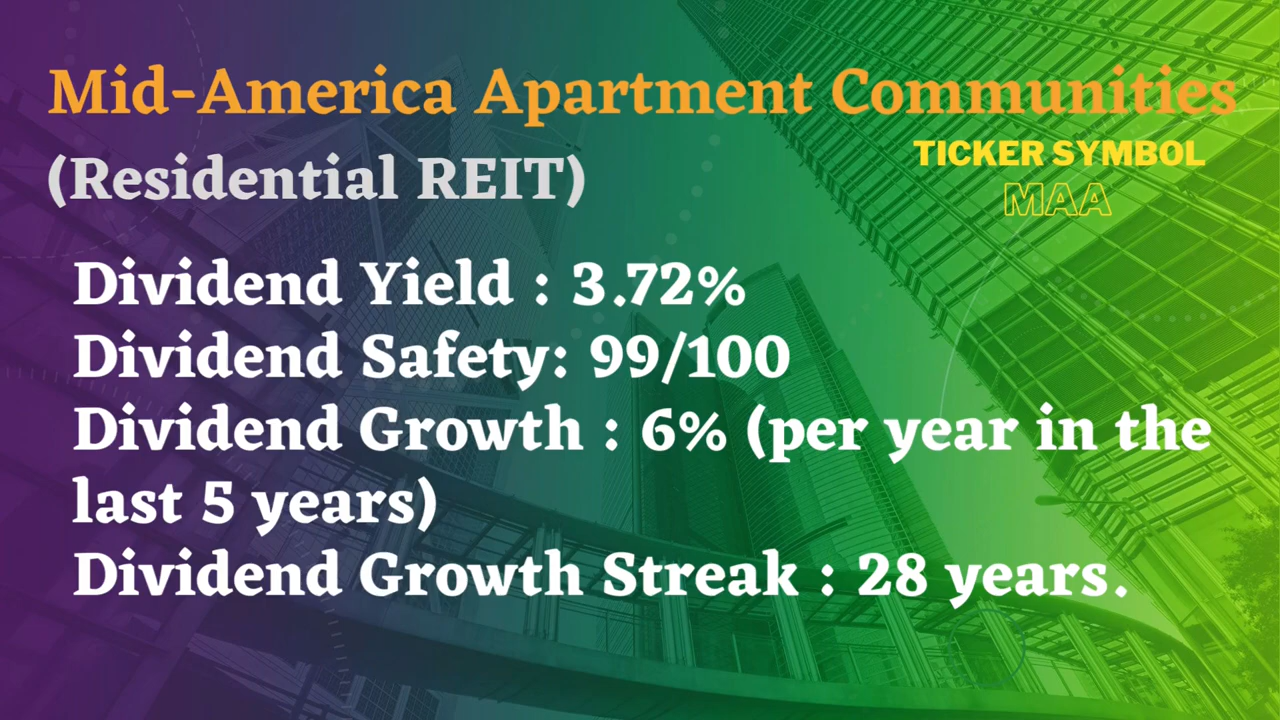 Mid-America Apartment Communities
(Residential REIT)
TICKER SYMBOL
MAA
Dividend Yield : 3.72%
Dividend Safety: 99/100
Dividend Growth : 6% (per year in the
last 5 years)
Dividend Growth Streak : 28 years.